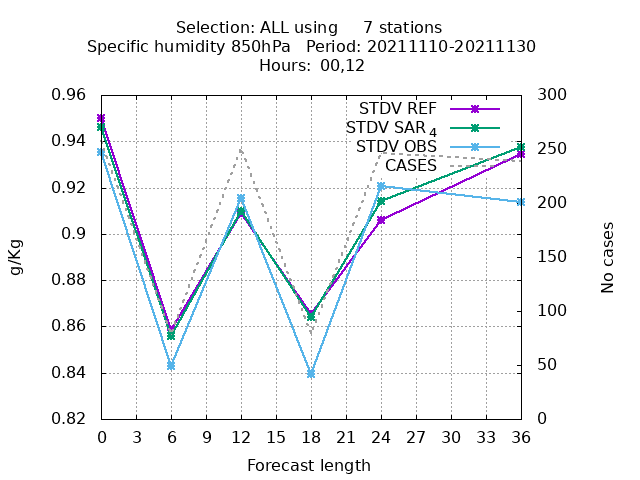 Selection: ALL using     7 stations
Specific humidity 850hPa   Period: 20211110-20211130
Hours: 00,12
0.96
0.94
0.92
0.9
0.88
0.86
0.84
0.82
g/Kg
STDV REF
STDV SAR4
STDV OBS
CASES
300
250
200
150
100
50
0
No cases
0 3 6 9 12 15 18 21 24 27 30 33 36
Forecast length